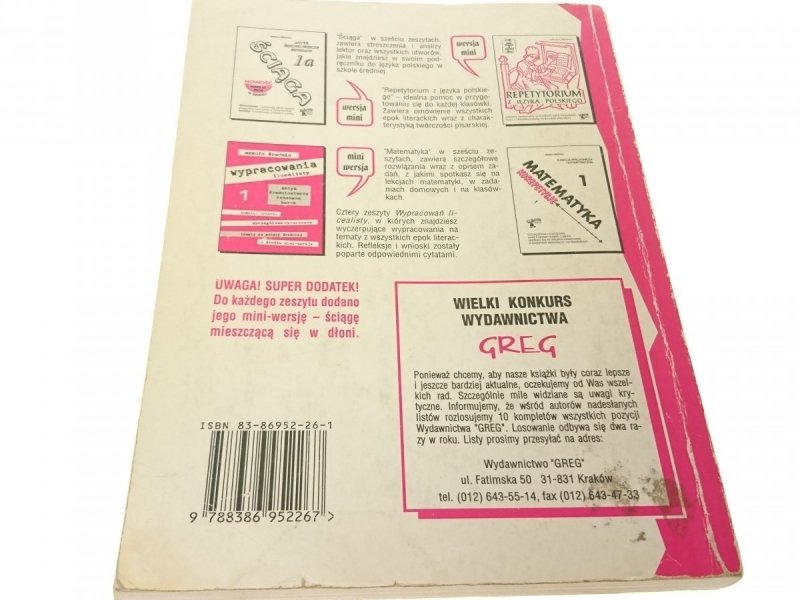 ŚCIĄGA
1a
"Ściąga" w sześciu zeszytach,
zawiera streszczenia i analizy
lektur oraz wszystkich utworów,
jakie znajdziesz w swoim pod-
ręczniku do języka polskiego w
szkole średniej.
wersja
mini
REPETYTORIUM
Z JĘZYKA POLSKIEGO
wersja
mini
"Repetytorium z języka polskie-
go" – idealna pomoc w przygo-
towaniu się do każdej klasówki.
Zawiera omówienie wszystkich
epok literackich wraz z charak-
terystyką twórczości pisarskiej.
wypracowania
licealisty
1
mini
wersja
"Matematyka" w sześciu ze-
szytach, zawiera szczegółowe
rozwiązania wraz z opisem za-
dań, z jakimi spotkasz się na
lekcjach matematyki, w zada-
niach domowych i na klasów-
kach.
1
MATEMATYKA
Cztery zeszyty Wypracowań li-
cealisty, w których znajdziesz
wyczerpujące wypracowania na
tematy z wszystkich epok literac-
kich. Refleksje i wnioski zostały
poparte odpowiednimi cytatami.
UWAGA! SUPER DODATEK!
Do każdego zeszytu dodano
jego mini-wersję – ściągę
mieszczącą się w dłoni.
WIELKI KONKURS
WYDAWNICTWA
GREG
Ponieważ chcemy, aby nasze książki były coraz lepsze
i jeszcze bardziej aktualne, oczekujemy od Was wszel-
kich rad. Szczególnie mile widziane są uwagi kry-
tyczne. Informujemy, że wśród autorów nadesłanych
listów rozlosujemy 10 kompletów wszystkich pozycji
Wydawnictwa "GREG". Losowanie odbywa się dwa ra-
zy w roku. Listy prosimy przesyłać na adres:
Wydawnictwo "GREG"
ul. Fatimska 50 31-831 Kraków
tel. (012) 643-55-14, fax (012) 643-47-33
ISBN 83-86952-26-1
9 788386 952267 >